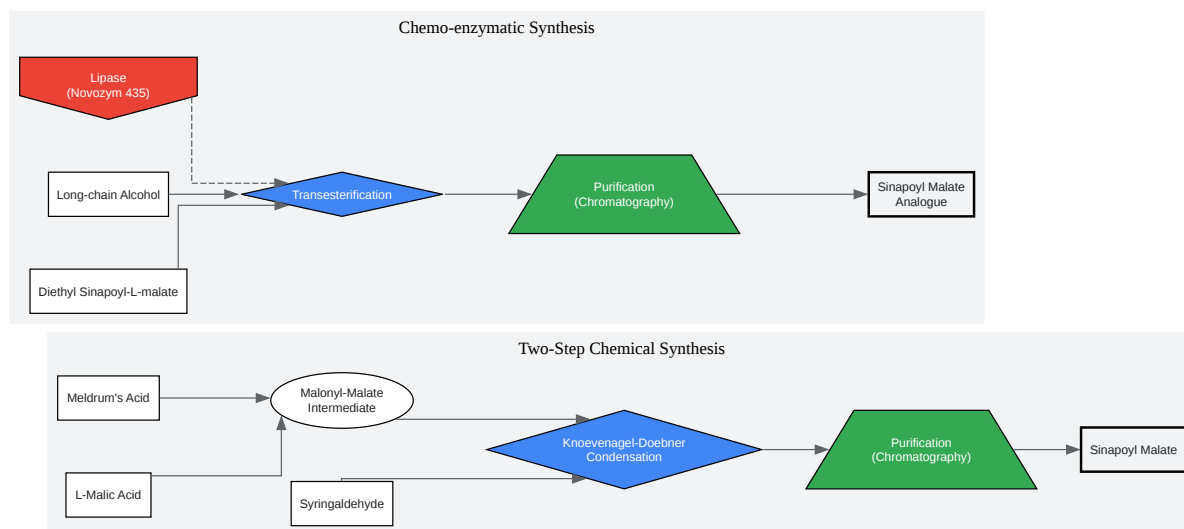 Chemo-enzymatic Synthesis
Lipase
(Novozym 435)
Long-chain Alcohol
Transesterification
Purification
(Chromatography)
Sinapoyl Malate
Analogue
Diethyl Sinapoyl-L-malate
Two-Step Chemical Synthesis
Meldrum's Acid
Malonyl-Malate
Intermediate
Knoevenagel-Doebner
Condensation
Purification
(Chromatography)
Sinapoyl Malate
L-Malic Acid
Syringaldehyde